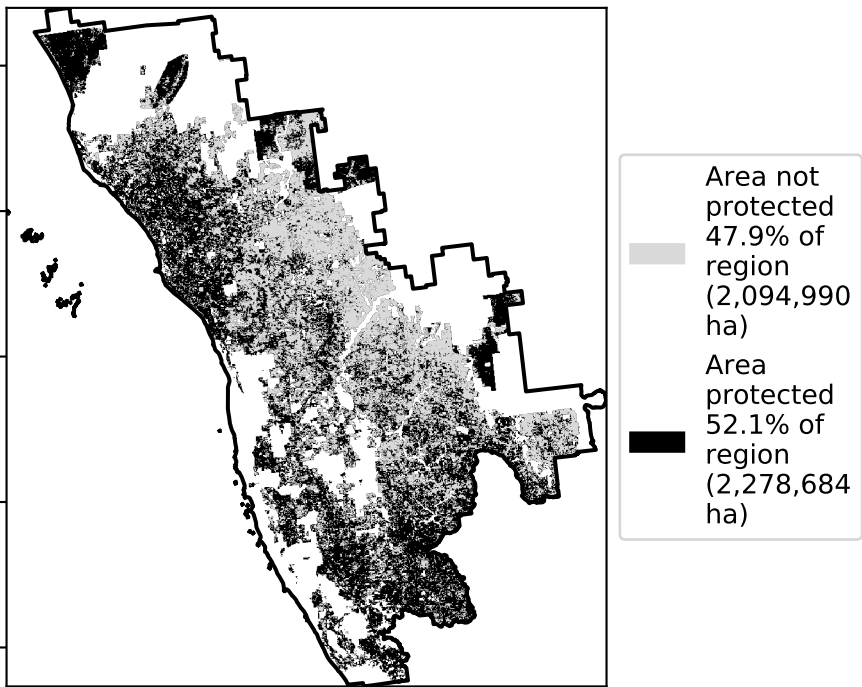 Area not
protected
47.9% of
region
(2,094,990
ha)
Area
protected
52.1% of
region
(2,278,684
ha)